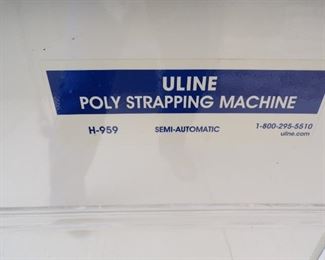 ULINE
POLY STRAPPING MACHINE
H-959 SEMI-AUTOMATIC 1-800-295-5510
uline.com